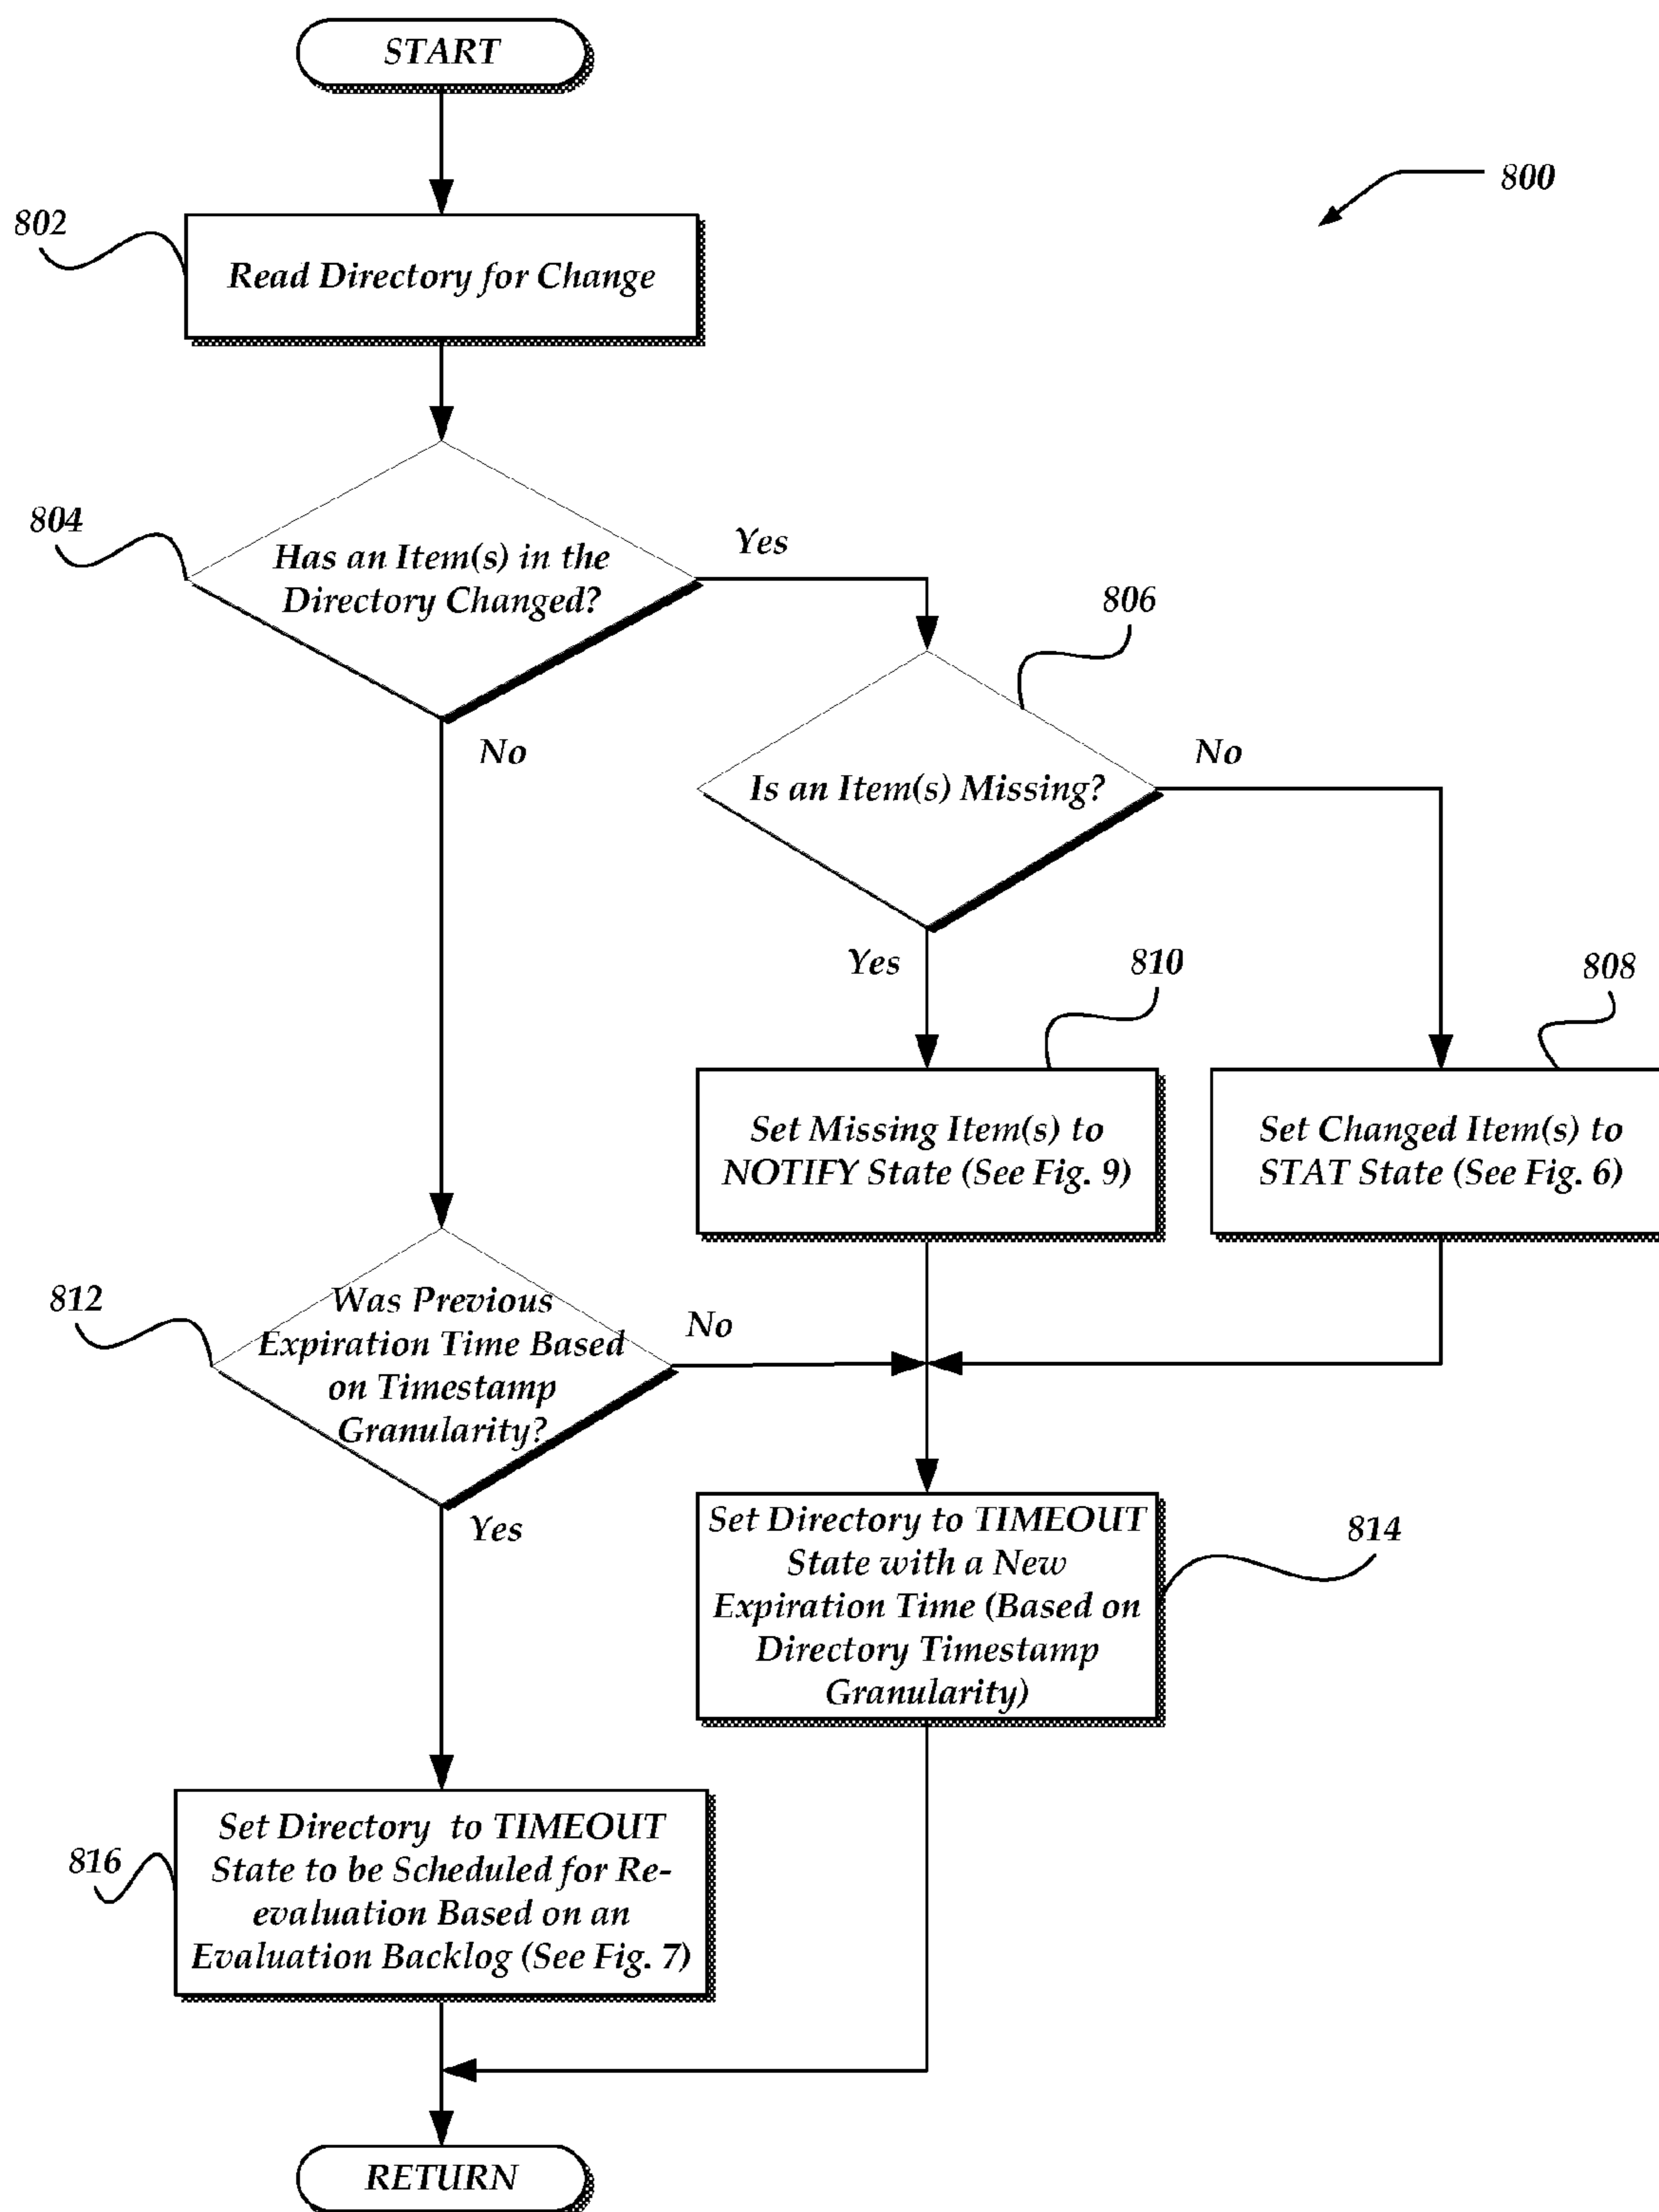 START
800
802
Read Directory for Change
804
Has an Item(s) in the
Directory Changed?
Yes
No
806
Is an Item(s) Missing?
No
Yes
810
808
Set Missing Item(s) to
NOTIFY State (See Fig. 9)
Set Changed Item(s) to
STAT State (See Fig. 6)
812
Was Previous
Expiration Time Based
on Timestamp
Granularity?
No
Yes
Set Directory to TIMEOUT
State with a New
Expiration Time (Based on
Directory Timestamp
Granularity)
814
816
Set Directory to TIMEOUT
State to be Scheduled for Re-
evaluation Based on an
Evaluation Backlog (See Fig. 7)
RETURN